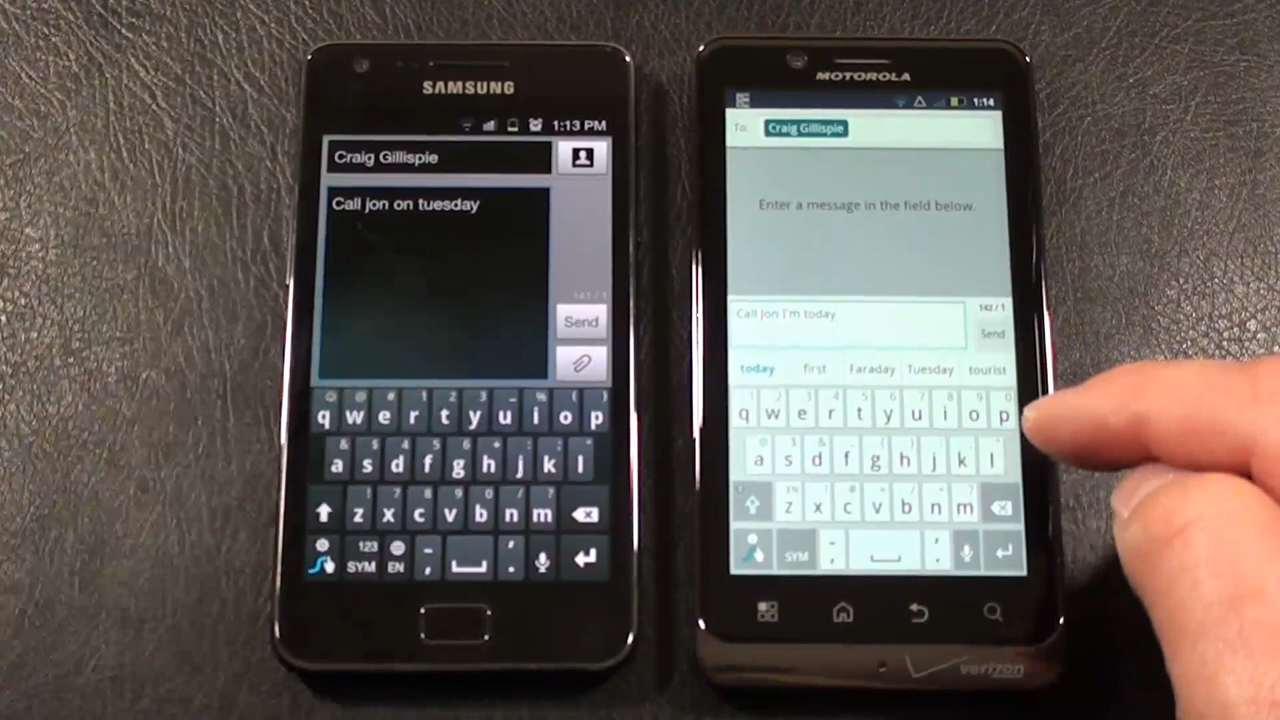 SAMSUNG
1:13 PM
Craig Gillispie
Call jon on tuesday
141 / 1
Send
q w e r t y u i o p
a s d f g h j k l
z x c v b n m
123
SYM EN , .
MOTOROLA
1:14
To: Craig Gillispie
Enter a message in the field below.
142 / 1
Call Jon I'm today
Send
today first Faraday Tuesday tourist
q w e r t y u i o p
a s d f g h j k l
z x c v b n m
SYM , .
verizon